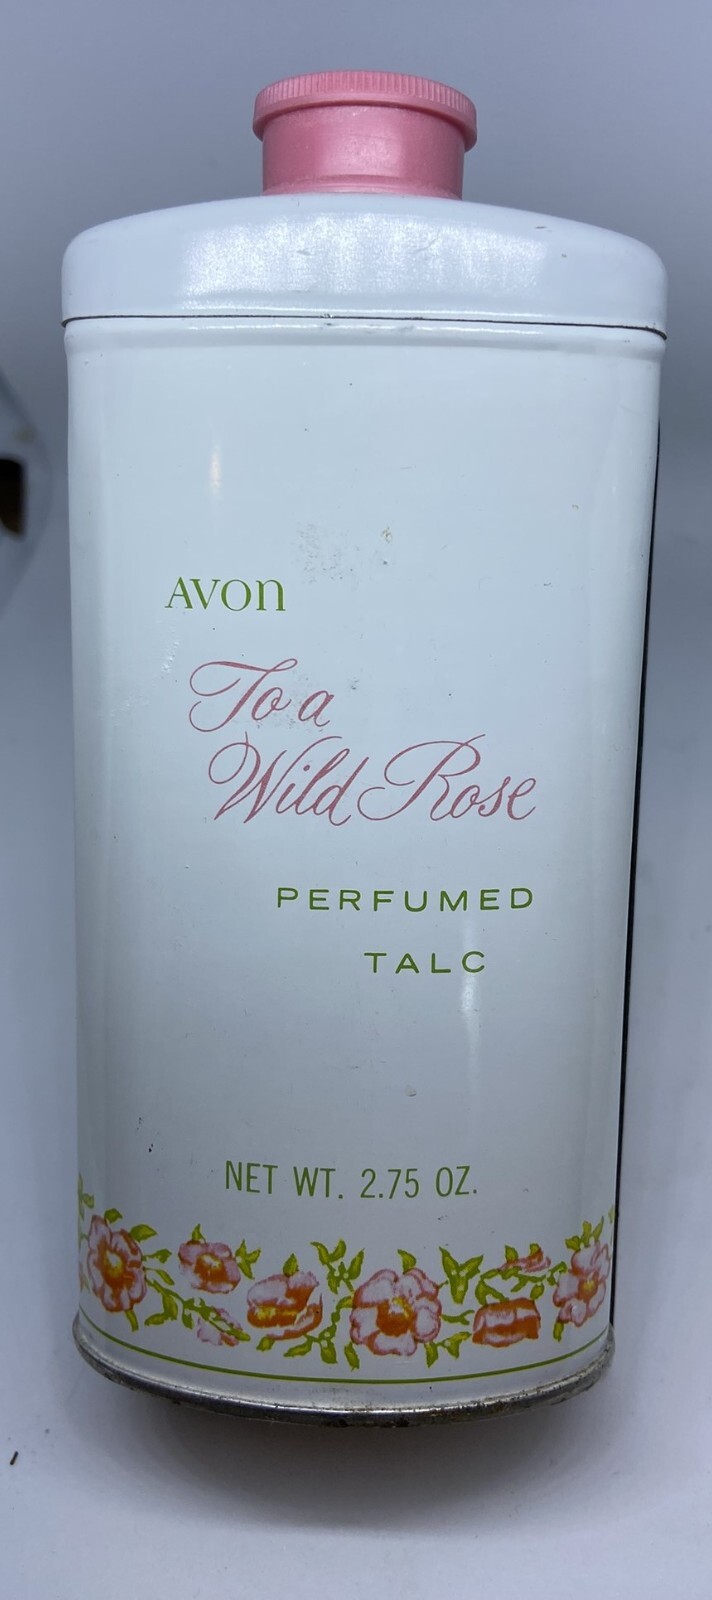 AVON
To a
Wild Rose
PERFUMED
TALC
NET WT. 2.75 OZ.